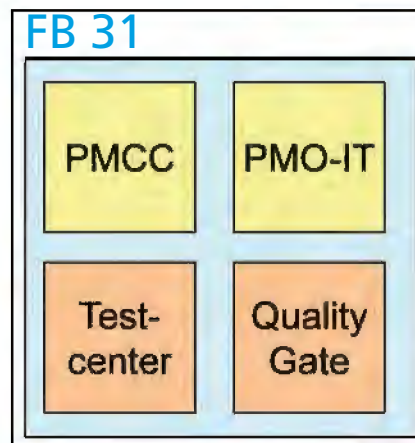 FB 31
PMCC
PMO-IT
Test-
center
Quality
Gate